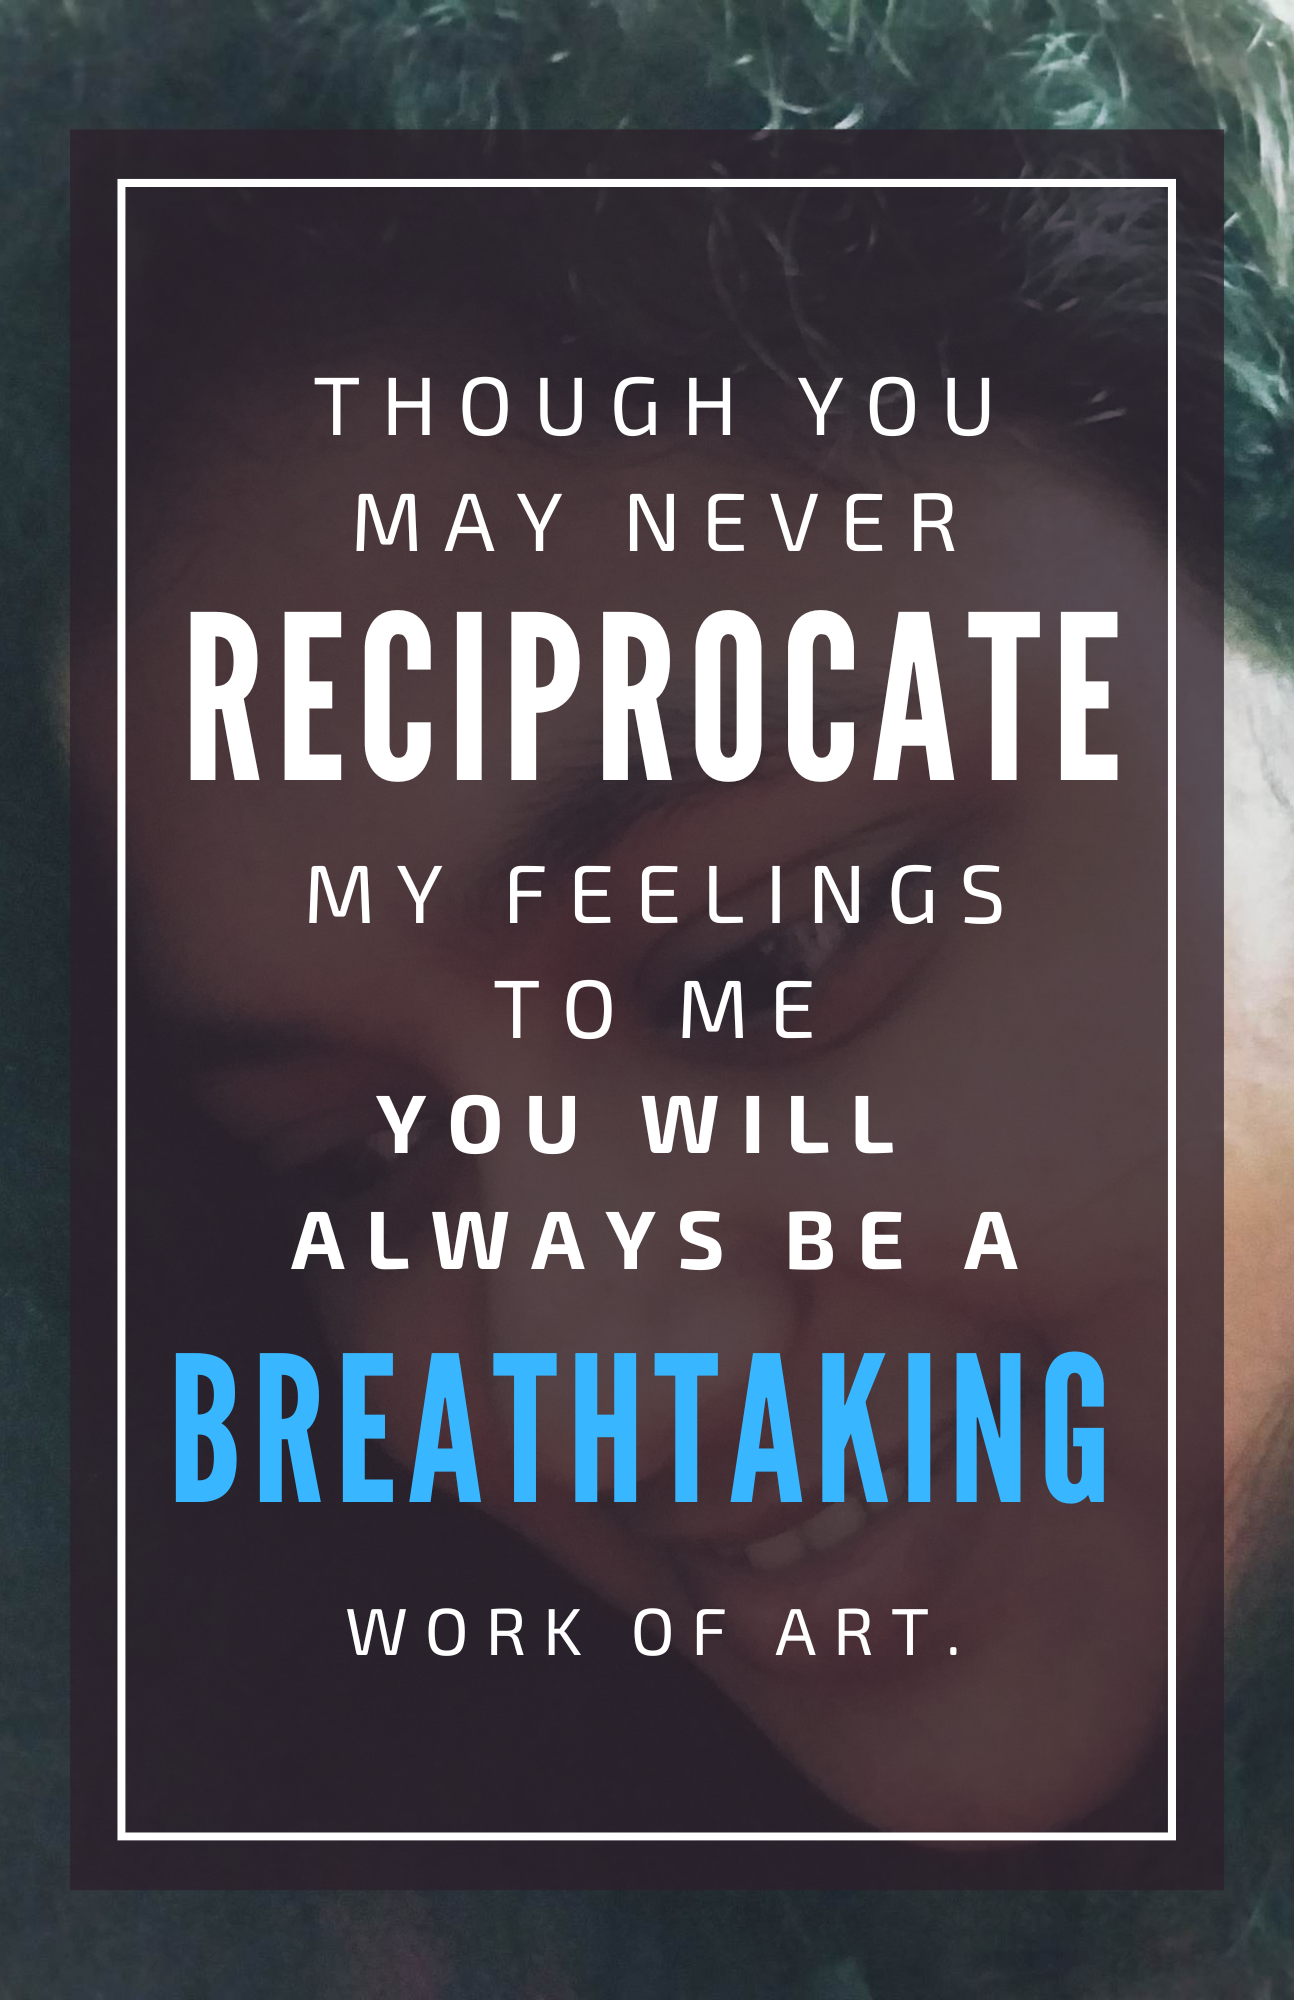 THOUGH YOU
MAY NEVER
RECIPROCATE
MY FEELINGS
TO ME
YOU WILL
ALWAYS BE A
BREATHTAKING
WORK OF ART.